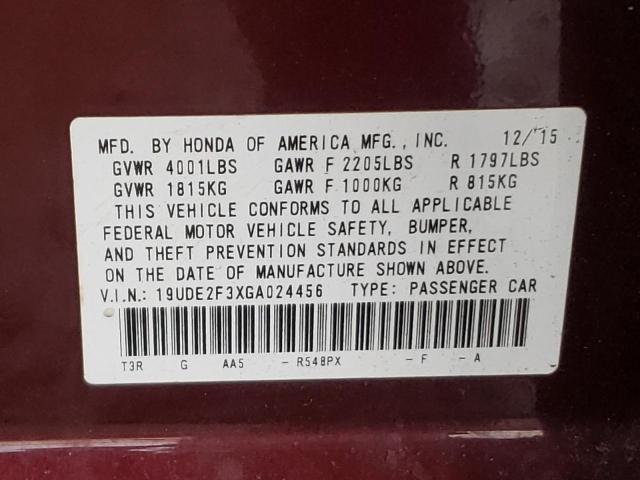 MFD. BY HONDA OF AMERICA MFG., INC. 12/'15
GVWR 4001LBS GAWR F 2205LBS R 1797LBS
GVWR 1815KG GAWR F 1000KG R 815KG
THIS VEHICLE CONFORMS TO ALL APPLICABLE
FEDERAL MOTOR VEHICLE SAFETY, BUMPER,
AND THEFT PREVENTION STANDARDS IN EFFECT
ON THE DATE OF MANUFACTURE SHOWN ABOVE.
V.I.N.: 19UDE2F3XGA024456 TYPE: PASSENGER CAR
T3R G AA5 - R548PX - F - A